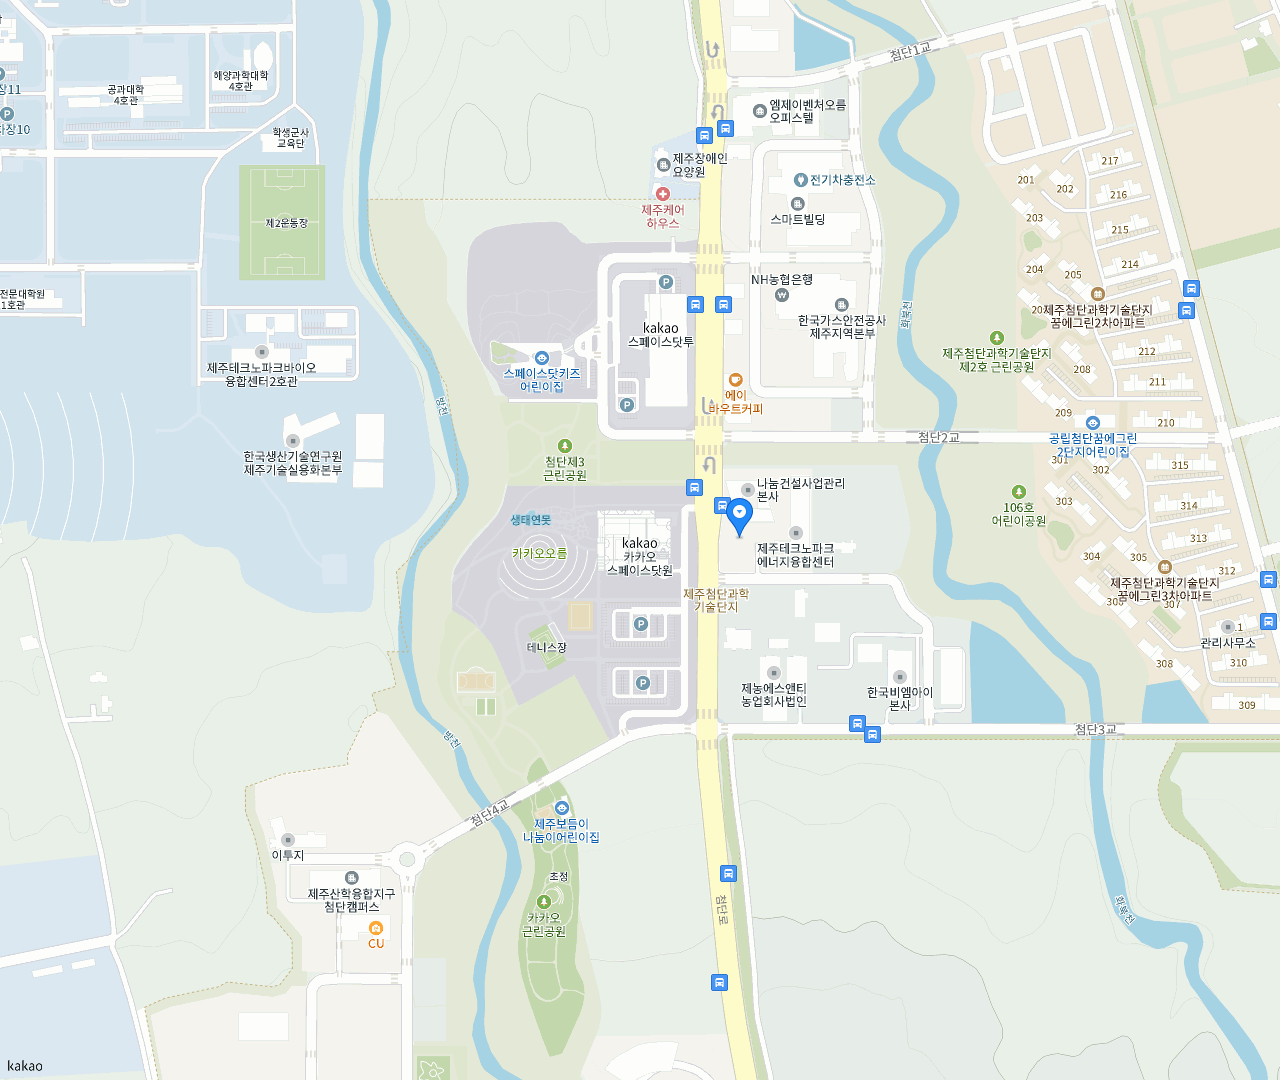 첨단1교
해양과학대학
4호관
공과대학
4호관
장11
차장10
학생군사
교육단
제2운동장
엠제이벤처오름
오피스텔
제주장애인
요양원
제주케어
하우스
전기차충전소
스마트빌딩
NH농협은행
한국가스안전공사
제주지역본부
화북천
217
201
202
216
203
215
214
204
205
제주첨단과학기술단지
꿈에그린2차아파트
제주첨단과학기술단지
제2호 근린공원
212
208
211
209
210
전문대학원
1호관
제주테크노파크바이오
융합센터2호관
kakao
스페이스닷투
스페이스닷키즈
어린이집
에이
바우트커피
방천
첨단2교
공립첨단꿈에그린
2단지어린이집
한국생산기술연구원
제주기술실용화본부
첨단제3
근린공원
301
302
315
303
314
313
304
305
312
나눔건설사업관리
본사
106호
어린이공원
생태연못
카카오오름
kakao
카카오
스페이스닷원
제주테크노파크
에너지융합센터
제주첨단과학기술단지
꿈에그린3차아파트
307
제주첨단과학
기술단지
테니스장
관리사무소
1
310
308
309
제농에스앤티
농업회사법인
한국비엠아이
본사
첨단3교
방천
첨단4교
제주보듬이
나눔이어린이집
이투지
초정
제주산학융합지구
첨단캠퍼스
카카오
근린공원
CU
첨단로
화북천
kakao